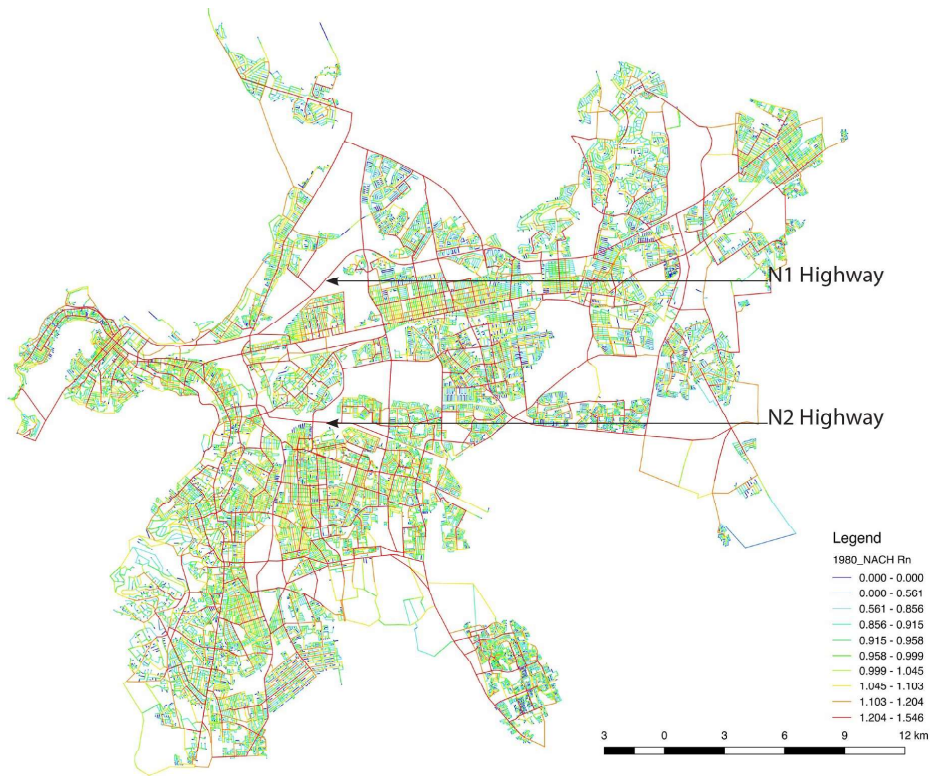 N1 Highway
N2 Highway
Legend
1980_NACH Rn
0.000 - 0.000
0.000 - 0.561
0.561 - 0.856
0.856 - 0.915
0.915 - 0.958
0.958 - 0.999
0.999 - 1.045
1.045 - 1.103
1.103 - 1.204
1.204 - 1.546
3 0 3 6 9 12 km